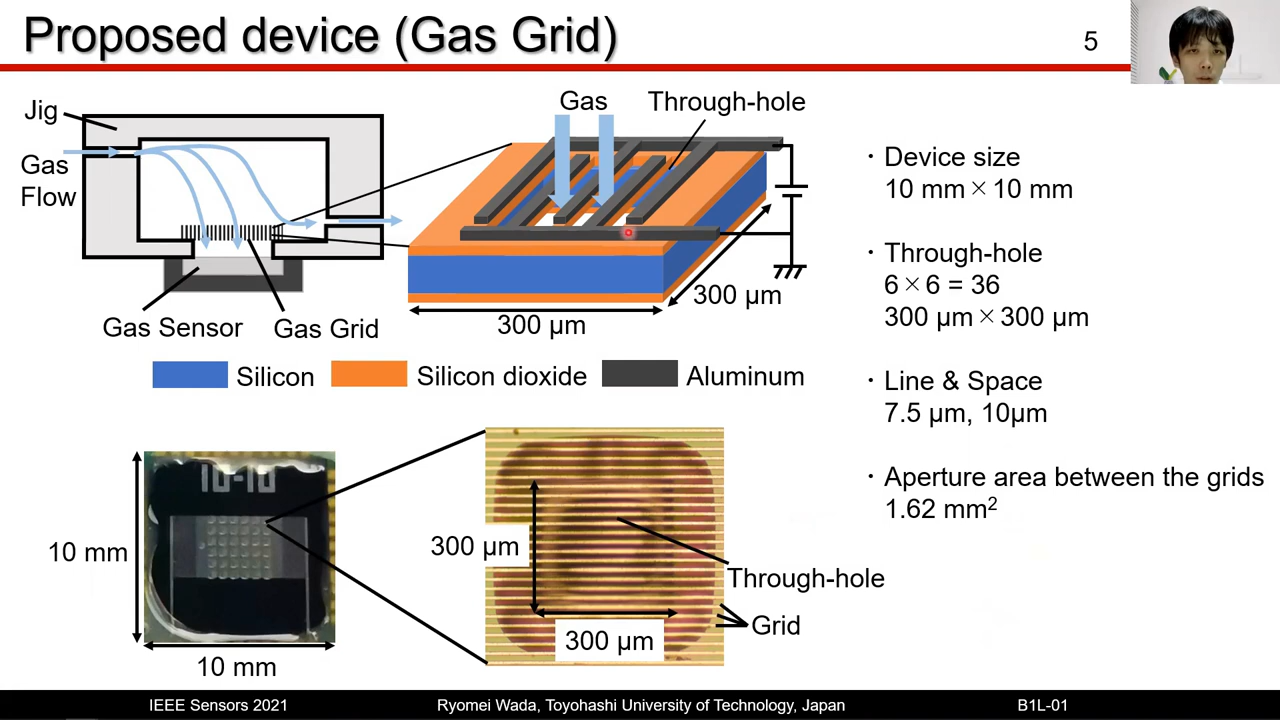 Proposed device (Gas Grid)
5
Jig
Gas
Flow
Gas Sensor
Gas Grid
Gas
Through-hole
300 µm
300 µm
Silicon
Silicon dioxide
Aluminum
・Device size
10 mm×10 mm
・Through-hole
6×6 = 36
300 µm×300 µm
・Line & Space
7.5 µm, 10µm
・Aperture area between the grids
1.62 mm²
10-10
10 mm
10 mm
300 µm
300 µm
Through-hole
Grid
IEEE Sensors 2021
Ryomei Wada, Toyohashi University of Technology, Japan
B1L-01